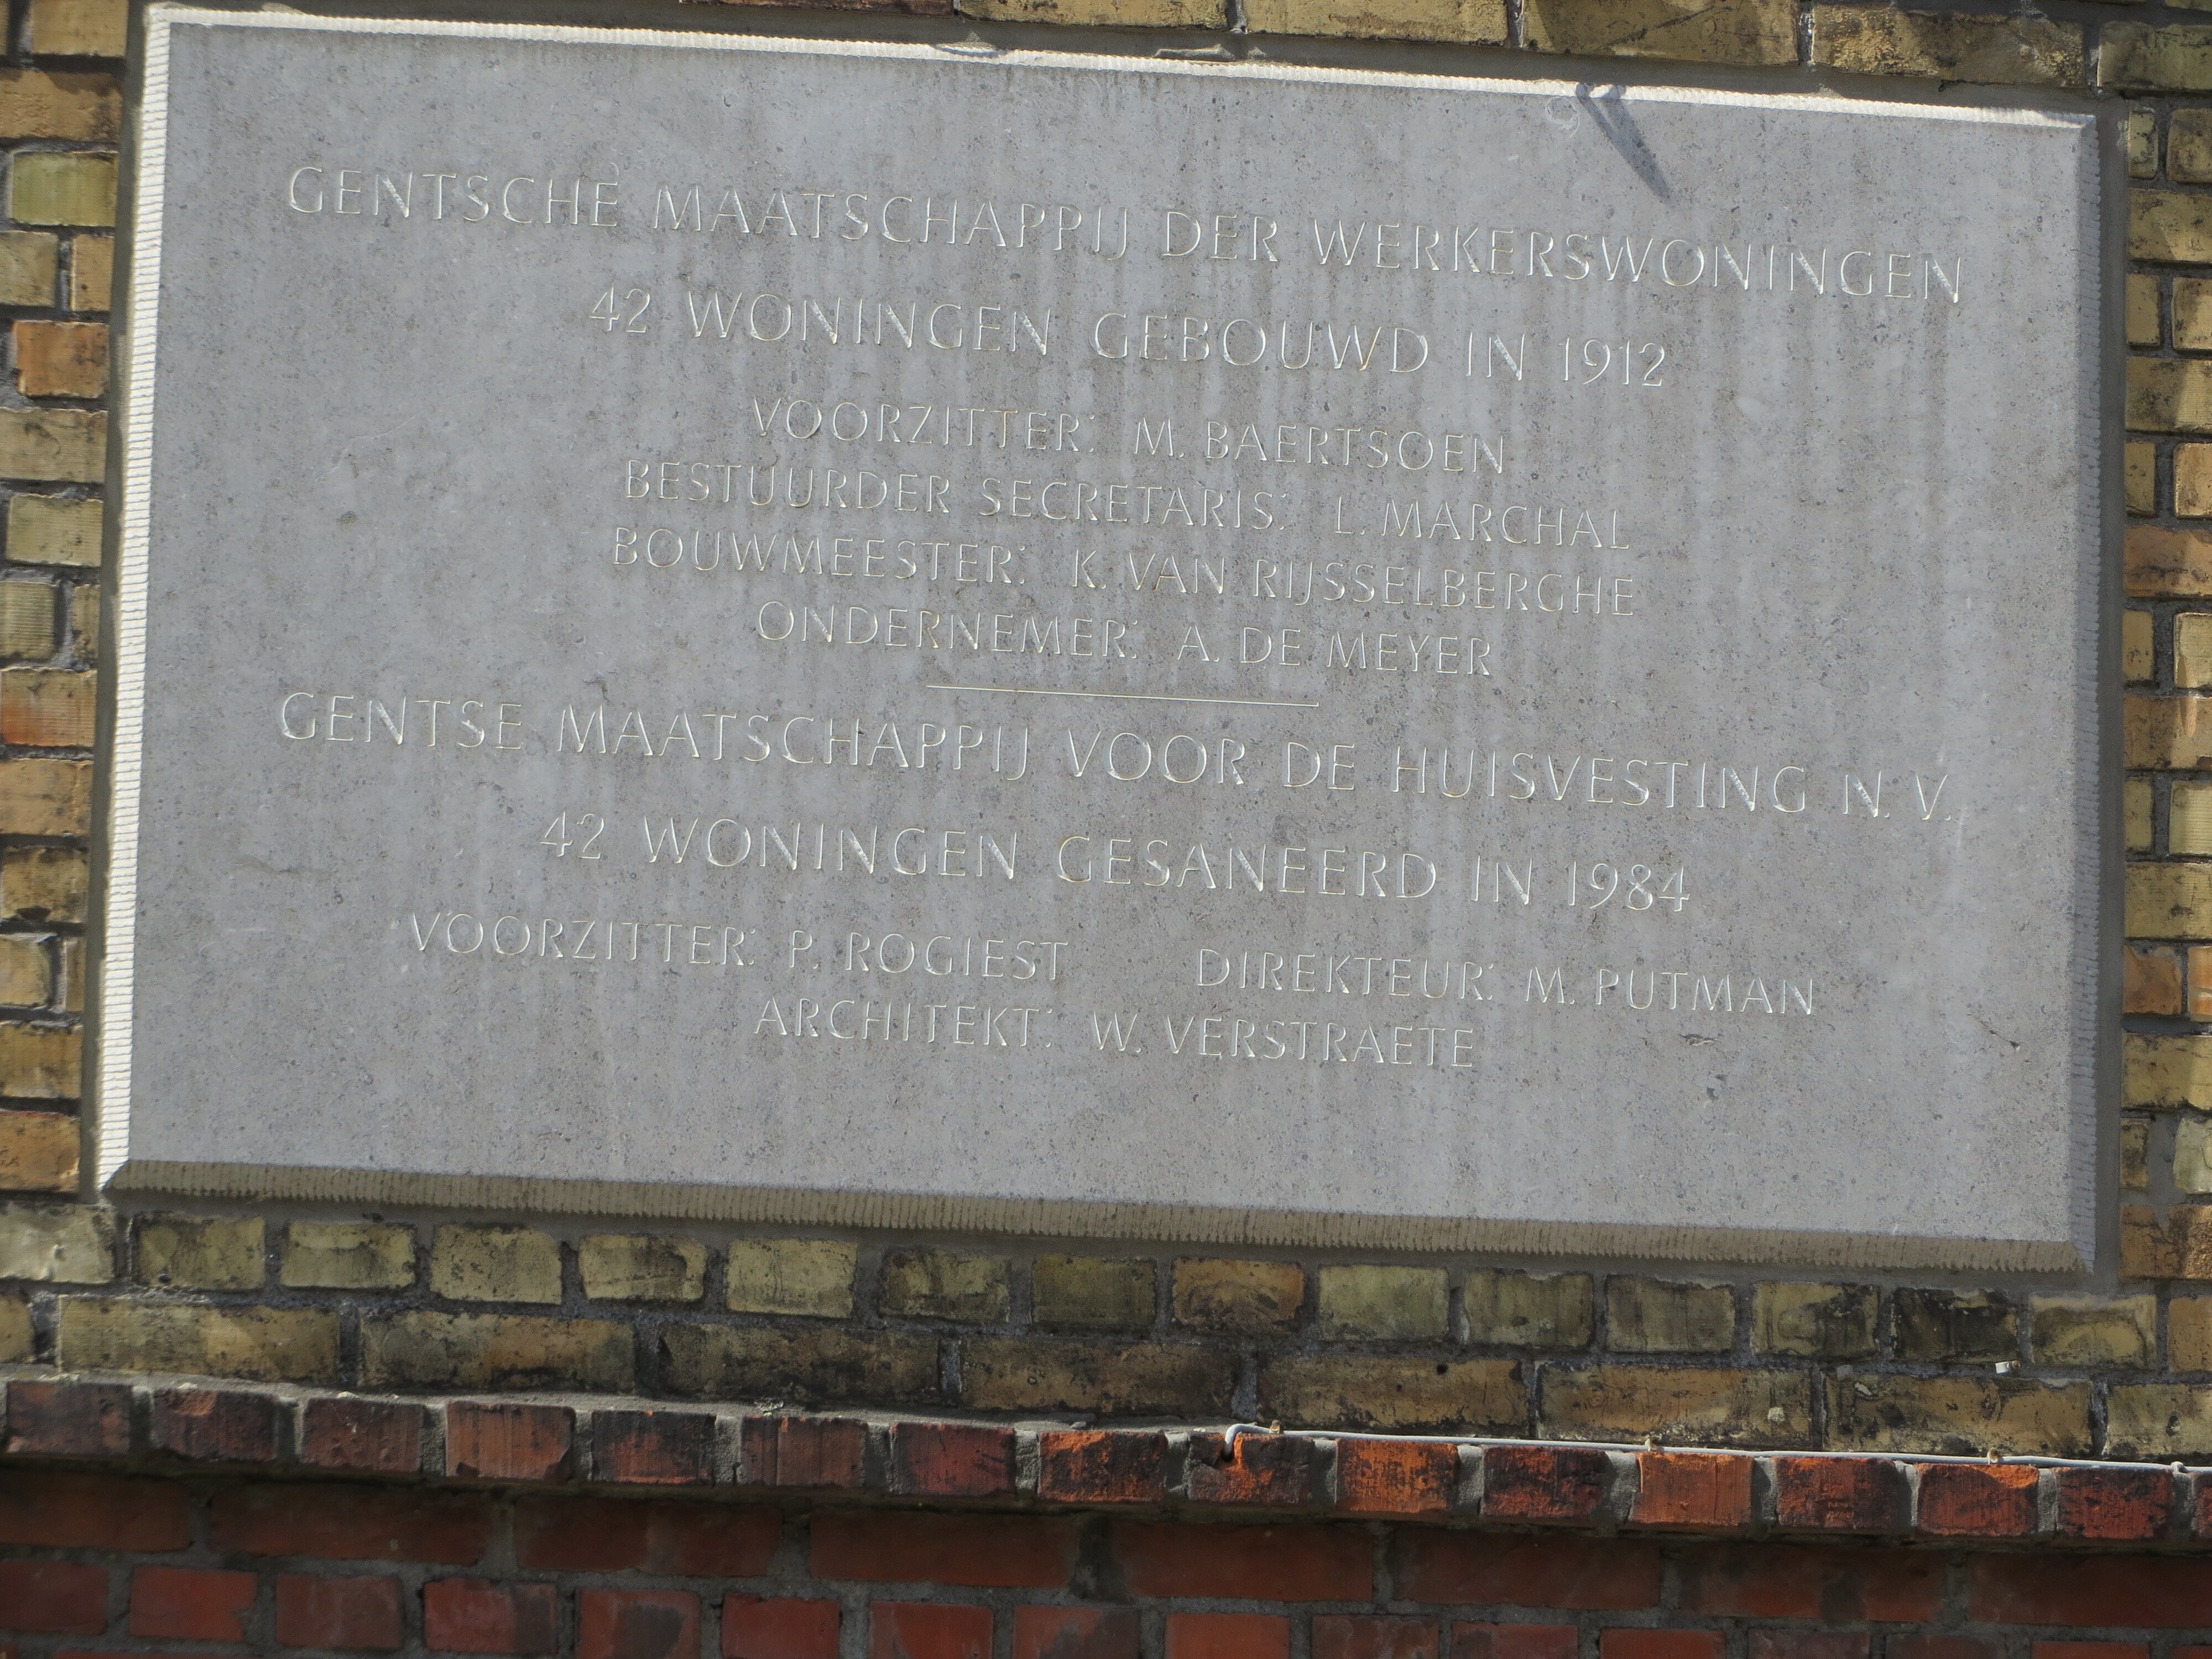 GENTSCHE MAATSCHAPPIJ DER WERKERSWONINGEN
42 WONINGEN GEBOUWD IN 1912
VOORZITTER: M. BAERTSOEN
BESTUURDER SECRETARIS: L. MARCHAL
BOUWMEESTER: K. VAN RIJSSELBERGHE
ONDERNEMER: A. DE MEYER
GENTSE MAATSCHAPPIJ VOOR DE HUISVESTING N.V.
42 WONINGEN GESANEERD IN 1984
VOORZITTER: P. ROGIEST DIREKTEUR: M. PUTMAN
ARCHITEKT: W. VERSTRAETE